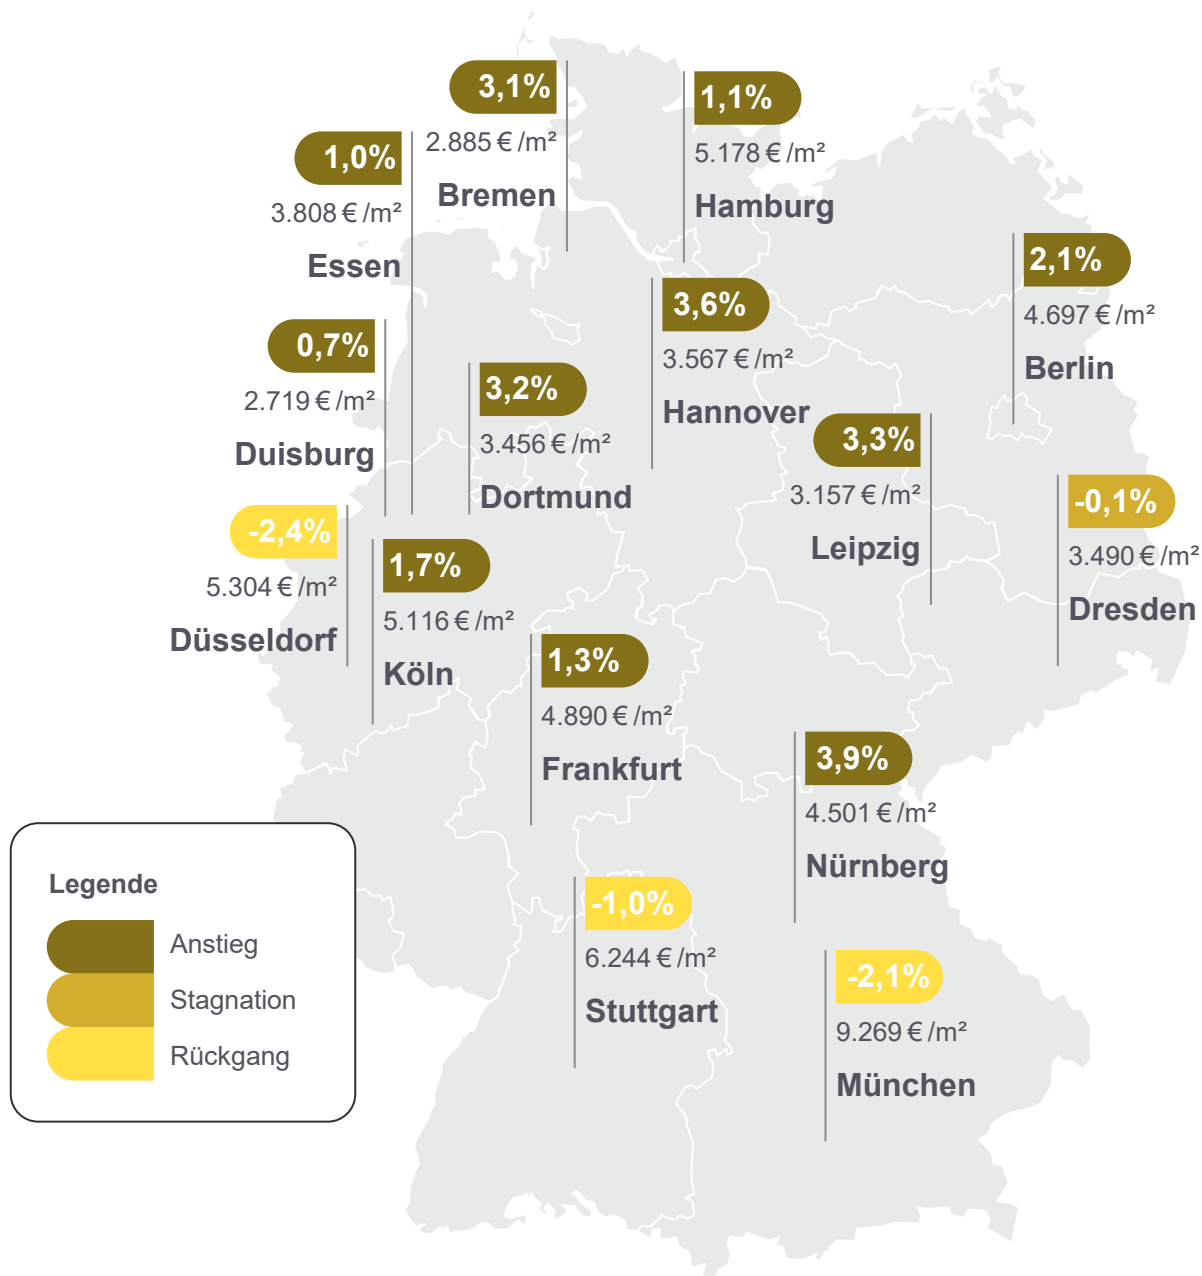 3,1%
2.885 €/m²
Bremen
1,1%
5.178 €/m²
Hamburg
1,0%
3.808 €/m²
Essen
2,1%
4.697 €/m²
Berlin
3,6%
3.567 €/m²
Hannover
0,7%
2.719 €/m²
Duisburg
3,2%
3.456 €/m²
Dortmund
3,3%
3.157 €/m²
Leipzig
-0,1%
3.490 €/m²
Dresden
-2,4%
5.304 €/m²
Düsseldorf
1,7%
5.116 €/m²
Köln
1,3%
4.890 €/m²
Frankfurt
3,9%
4.501 €/m²
Nürnberg
-1,0%
6.244 €/m²
Stuttgart
-2,1%
9.269 €/m²
München
Legende
Anstieg
Stagnation
Rückgang